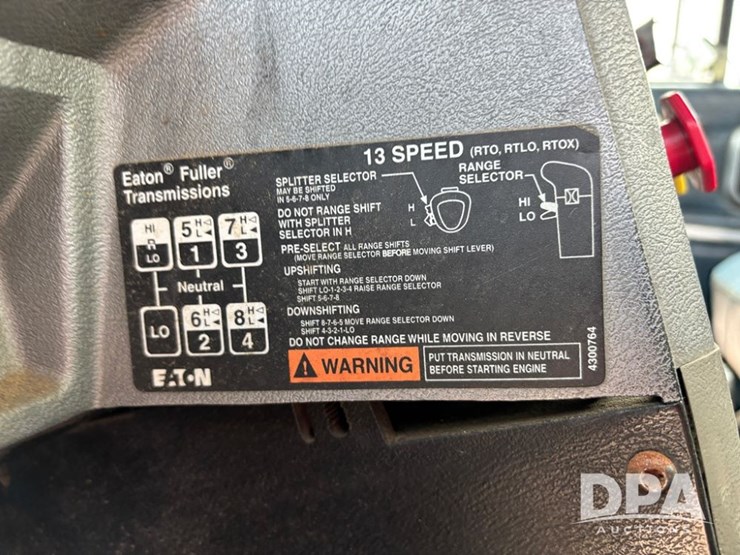 13 SPEED (RTO, RTLO, RTOX)
Eaton® Fuller®
Transmissions
HI
R
LO
5 H
L
1
7 H
L
3
Neutral
LO
6 H
L
2
8 H
L
4
EATON
SPLITTER SELECTOR
MAY BE SHIFTED
IN 5-6-7-8 ONLY
H
L
RANGE
SELECTOR
HI
LO
DO NOT RANGE SHIFT
WITH SPLITTER
SELECTOR IN H
PRE-SELECT ALL RANGE SHIFTS
(MOVE RANGE SELECTOR BEFORE MOVING SHIFT LEVER)
UPSHIFTING
START WITH RANGE SELECTOR DOWN
SHIFT LO-1-2-3-4 RAISE RANGE SELECTOR
SHIFT 5-6-7-8
DOWNSHIFTING
SHIFT 8-7-6-5 MOVE RANGE SELECTOR DOWN
SHIFT 4-3-2-1-LO
DO NOT CHANGE RANGE WHILE MOVING IN REVERSE
WARNING
PUT TRANSMISSION IN NEUTRAL
BEFORE STARTING ENGINE
4300764
DPA
AUCTIONS